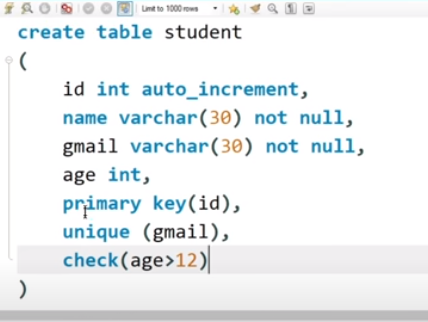 Limit to 1000 rows
create table student
(
id int auto_increment,
name varchar(30) not null,
gmail varchar(30) not null,
age int,
primary key(id),
unique (gmail),
check(age>12)
)